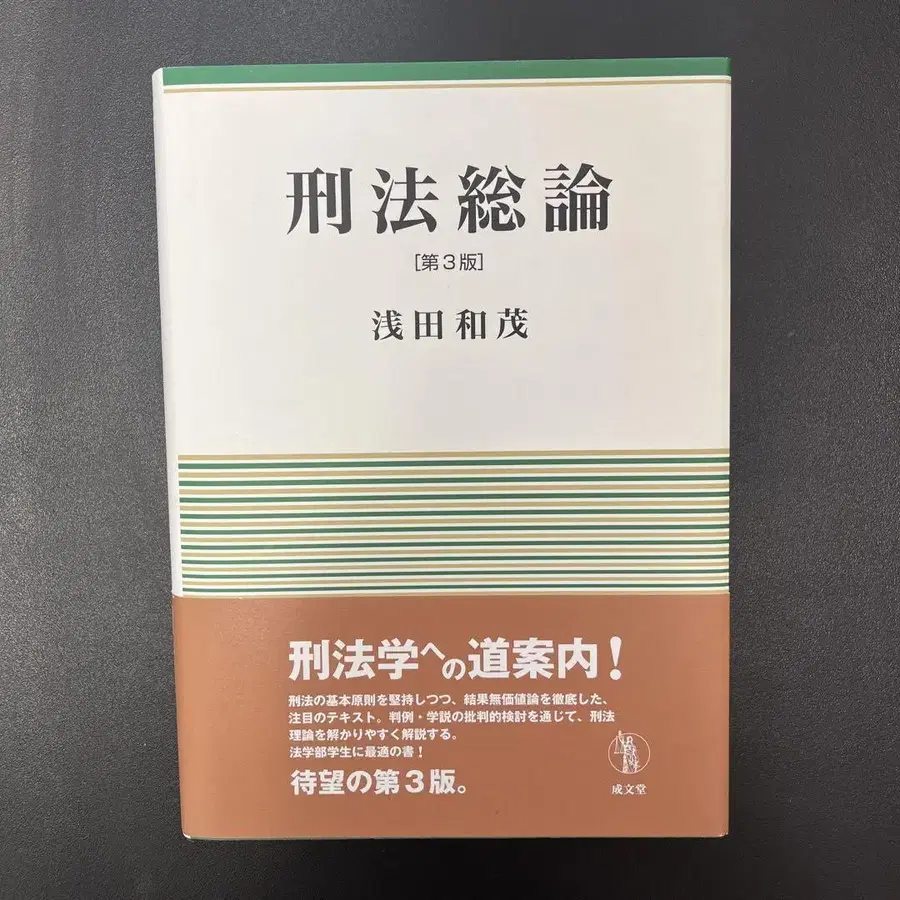 刑法総論
[第3版]
浅田和茂
刑法学への道案内!
刑法の基本原則を堅持しつつ、結果無価値論を徹底した、
注目のテキスト。判例・学説の批判的検討を通じて、刑法
理論を解かりやすく解説する。
法学部学生に最適の書!
待望の第3版。
成文堂